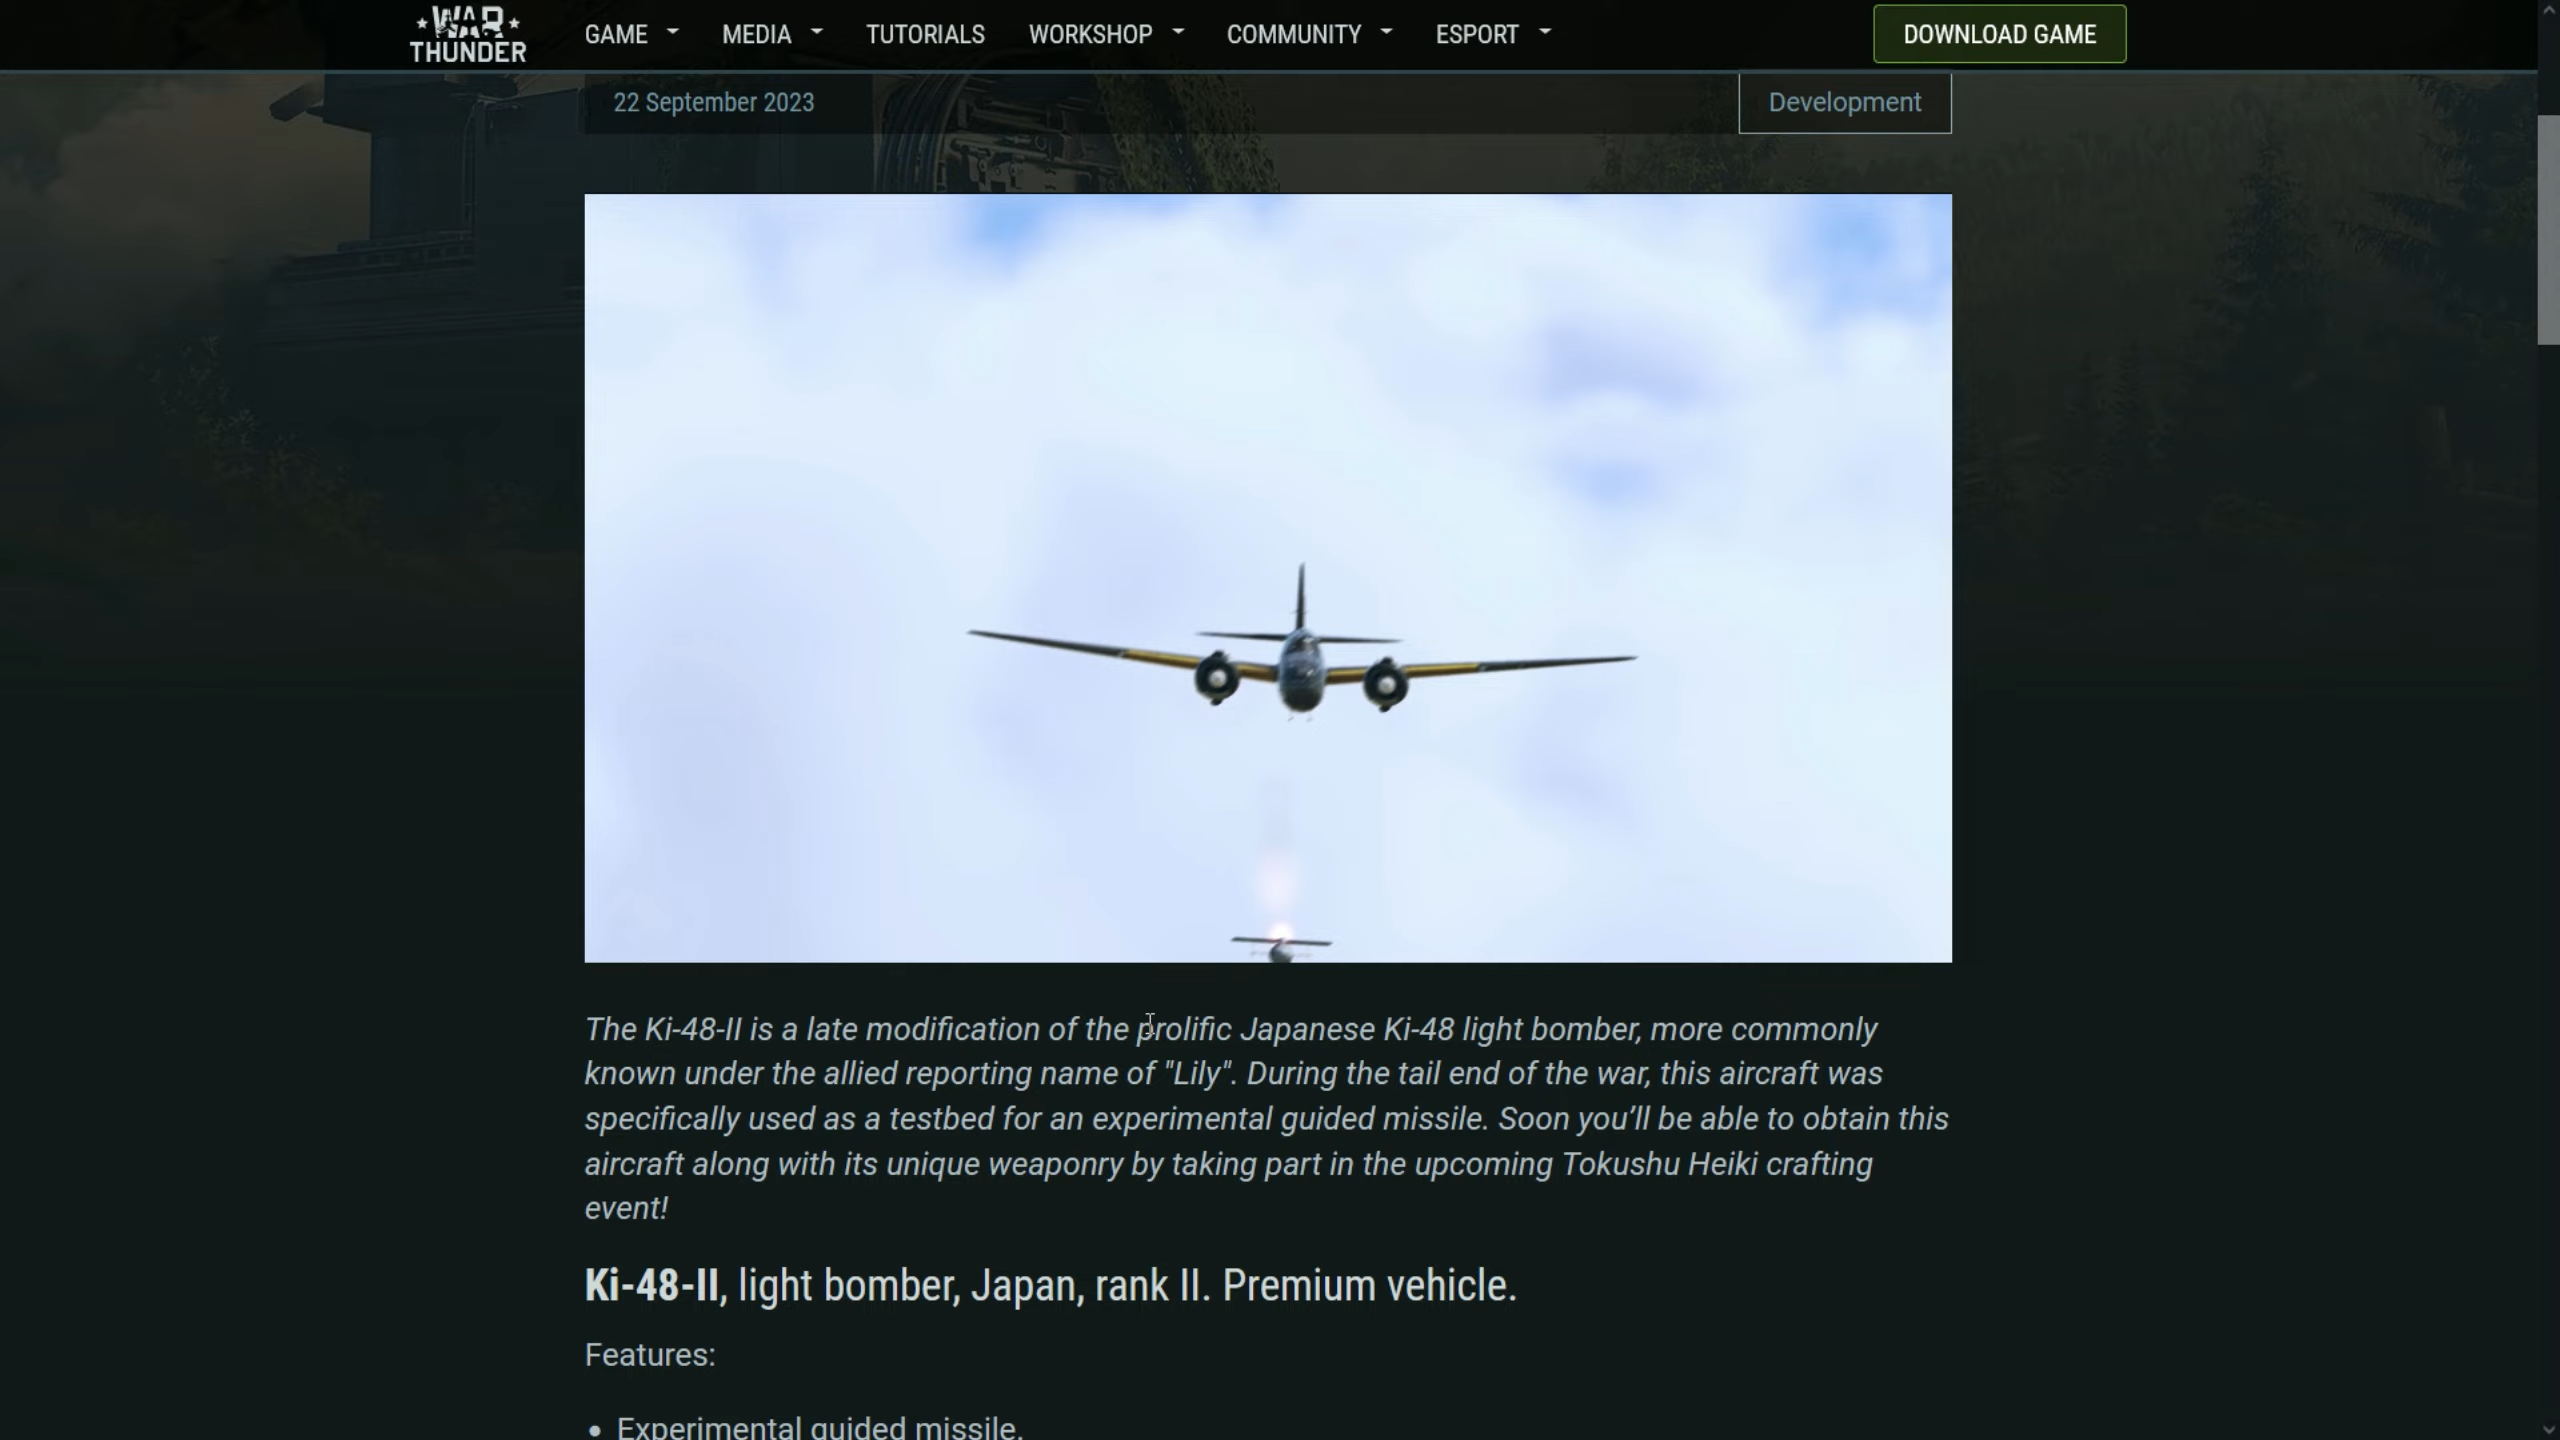 WAR THUNDER
GAME MEDIA TUTORIALS WORKSHOP COMMUNITY ESPORT DOWNLOAD GAME
22 September 2023 Development
The Ki-48-II is a late modification of the prolific Japanese Ki-48 light bomber, more commonly
known under the allied reporting name of "Lily". During the tail end of the war, this aircraft was
specifically used as a testbed for an experimental guided missile. Soon you’ll be able to obtain this
aircraft along with its unique weaponry by taking part in the upcoming Tokushu Heiki crafting
event!
Ki-48-II, light bomber, Japan, rank II. Premium vehicle.
Features:
• Experimental guided missile.